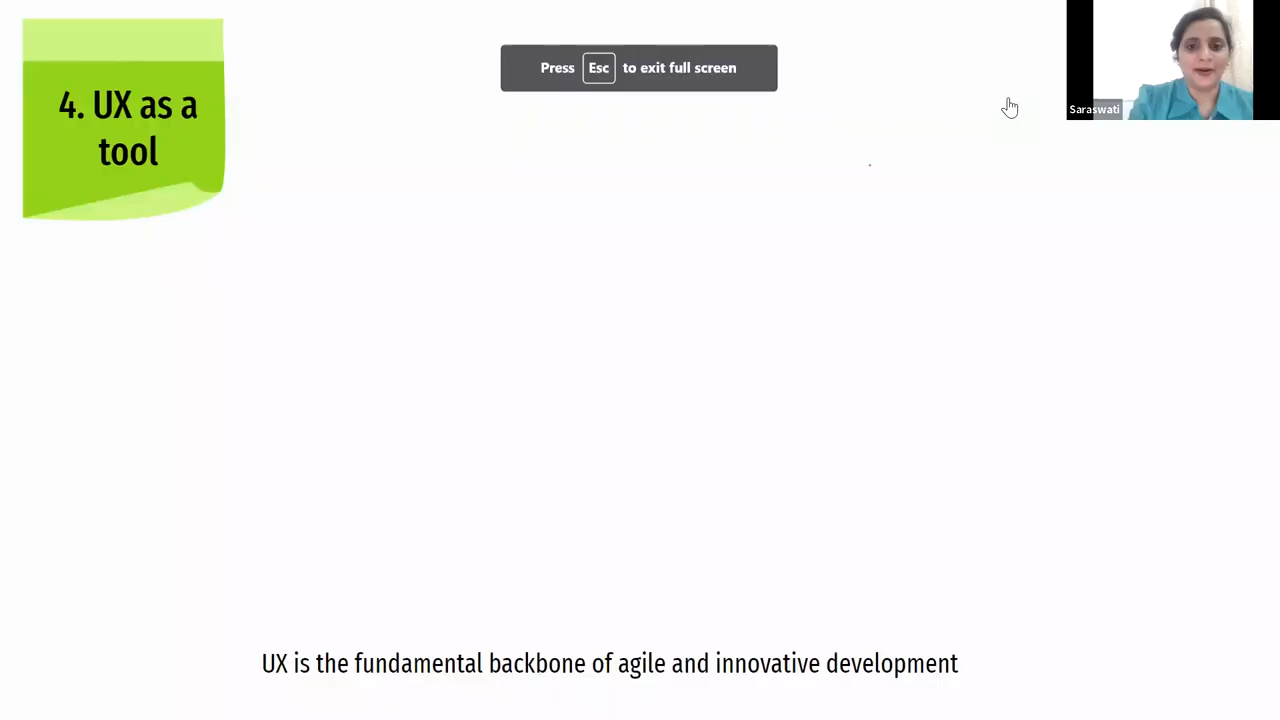 4. UX as a
tool
Press Esc to exit full screen
Saraswati
UX is the fundamental backbone of agile and innovative development